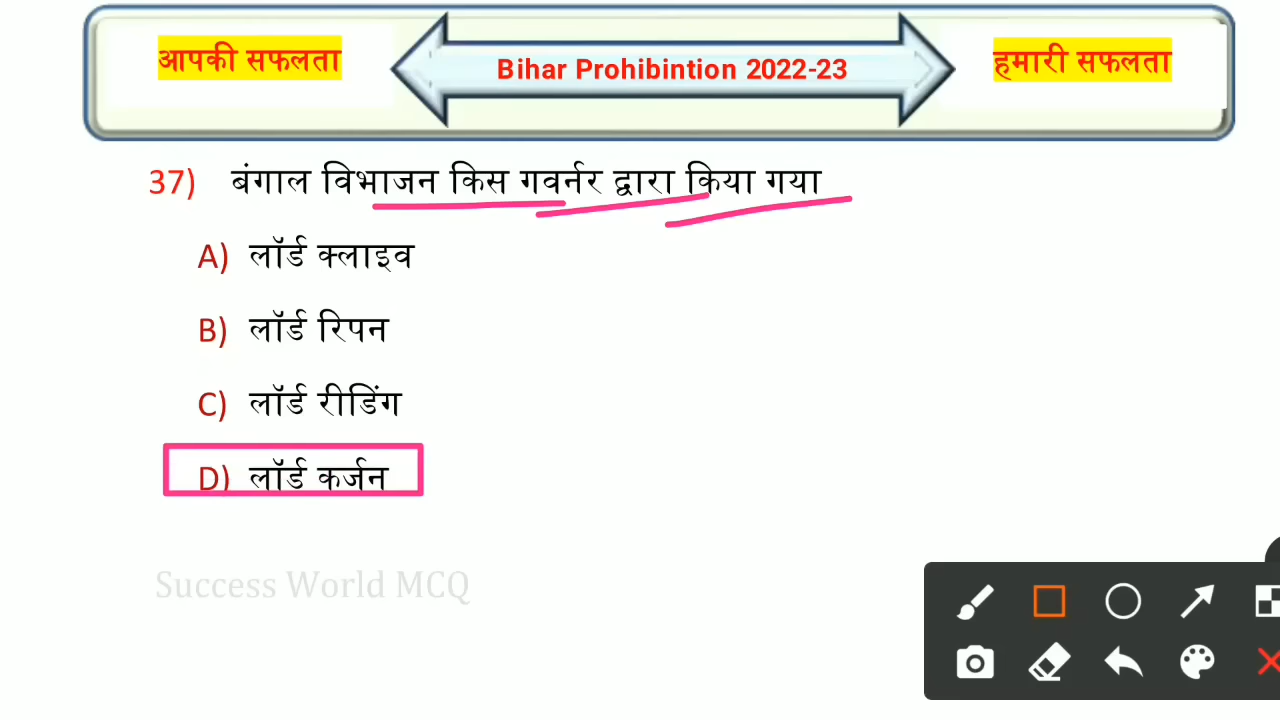 आपकी सफलता
Bihar Prohibintion 2022-23
हमारी सफलता
37) बंगाल विभाजन किस गवर्नर द्वारा किया गया
A) लॉर्ड क्लाइव
B) लॉर्ड रिपन
C) लॉर्ड रीडिंग
D) लॉर्ड कर्जन
Success World MCQ